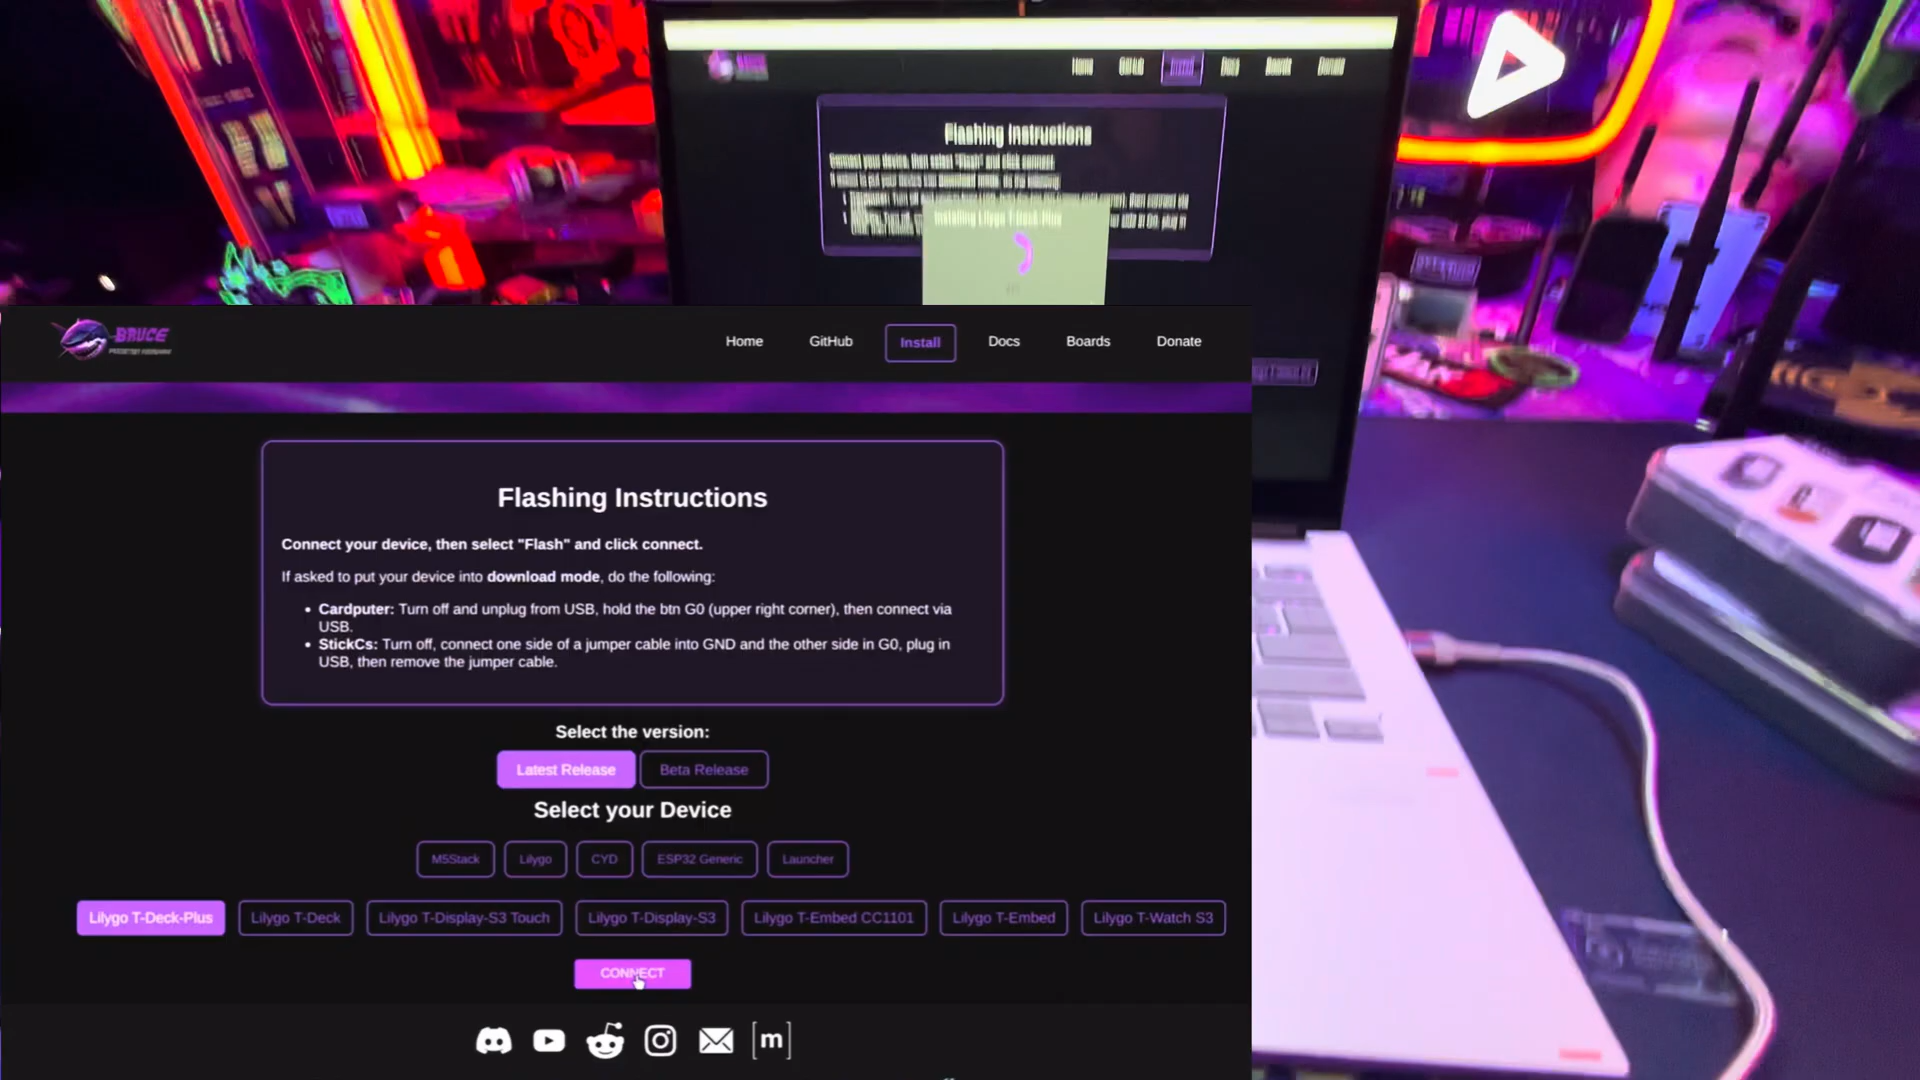 Flashing Instructions
Installing Lilygo T-Deck Plus
BRUCE
Home
GitHub
Install
Docs
Boards
Donate
Flashing Instructions
Connect your device, then select "Flash" and click connect.
If asked to put your device into download mode, do the following:
• Cardputer: Turn off and unplug from USB, hold the btn G0 (upper right corner), then connect via
USB.
• StickCs: Turn off, connect one side of a jumper cable into GND and the other side in G0, plug in
USB, then remove the jumper cable.
Select the version:
Latest Release
Beta Release
Select your Device
M5Stack
Lilygo
CYD
ESP32 Generic
Launcher
Lilygo T-Deck-Plus
Lilygo T-Deck
Lilygo T-Display-S3 Touch
Lilygo T-Display-S3
Lilygo T-Embed CC1101
Lilygo T-Embed
Lilygo T-Watch S3
CONNECT
[m]